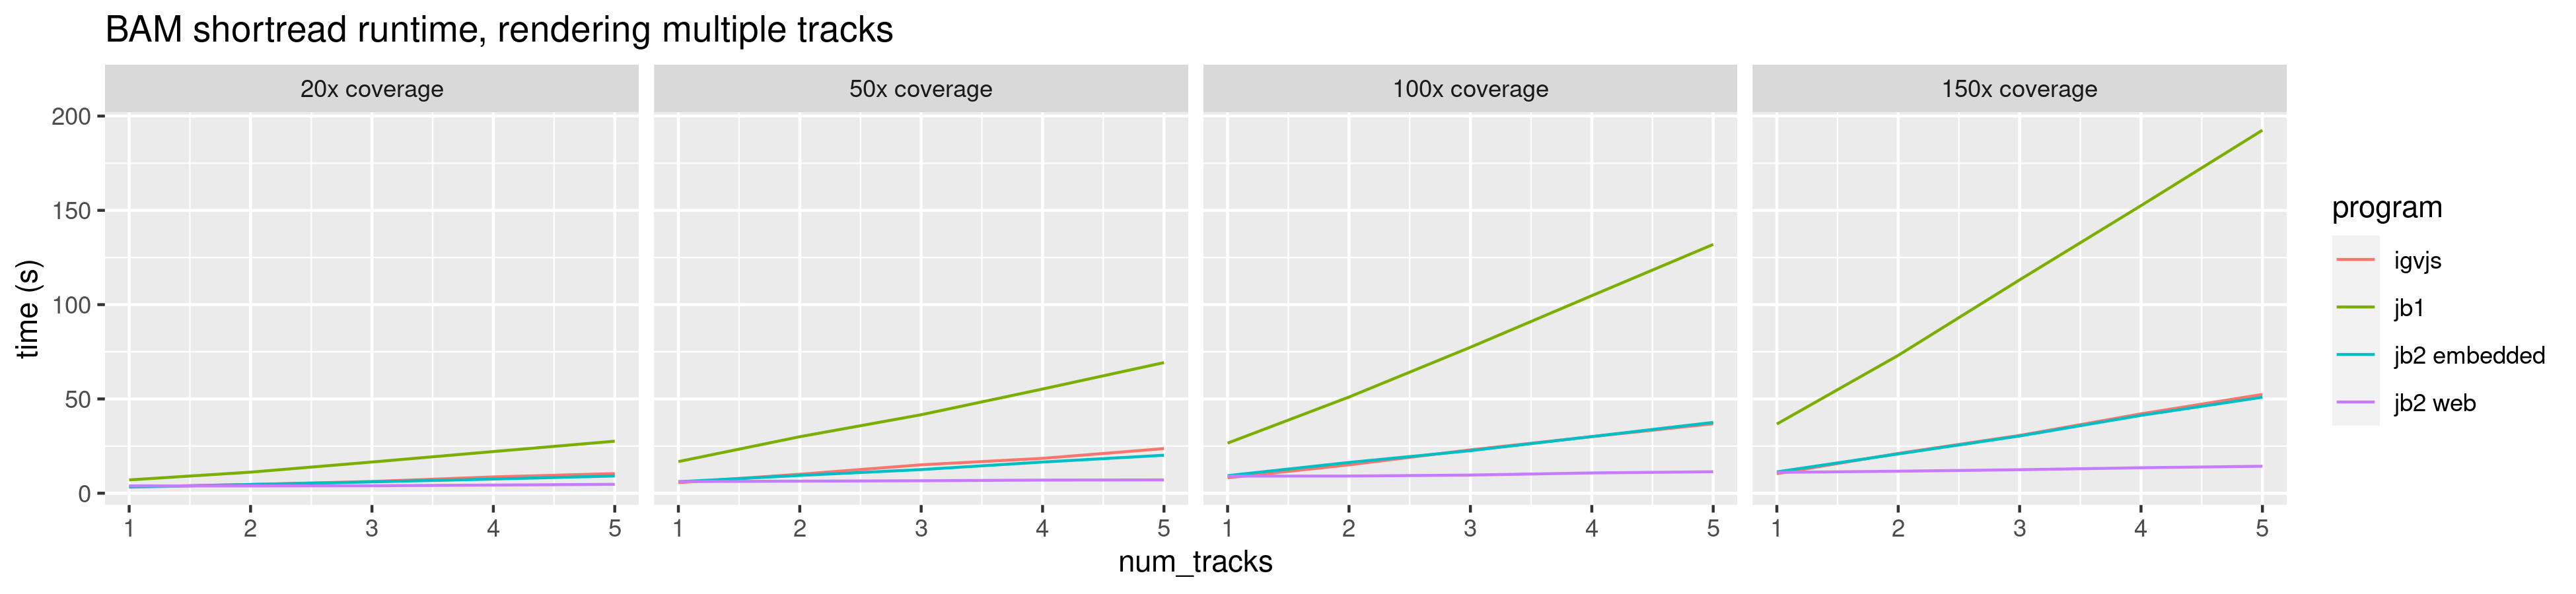 BAM shortread runtime, rendering multiple tracks
20x coverage 50x coverage 100x coverage 150x coverage
200
150
100
50
0
time (s)
1 2 3 4 5 1 2 3 4 5 1 2 3 4 5 1 2 3 4 5
num_tracks
program
igvjs
jb1
jb2 embedded
jb2 web